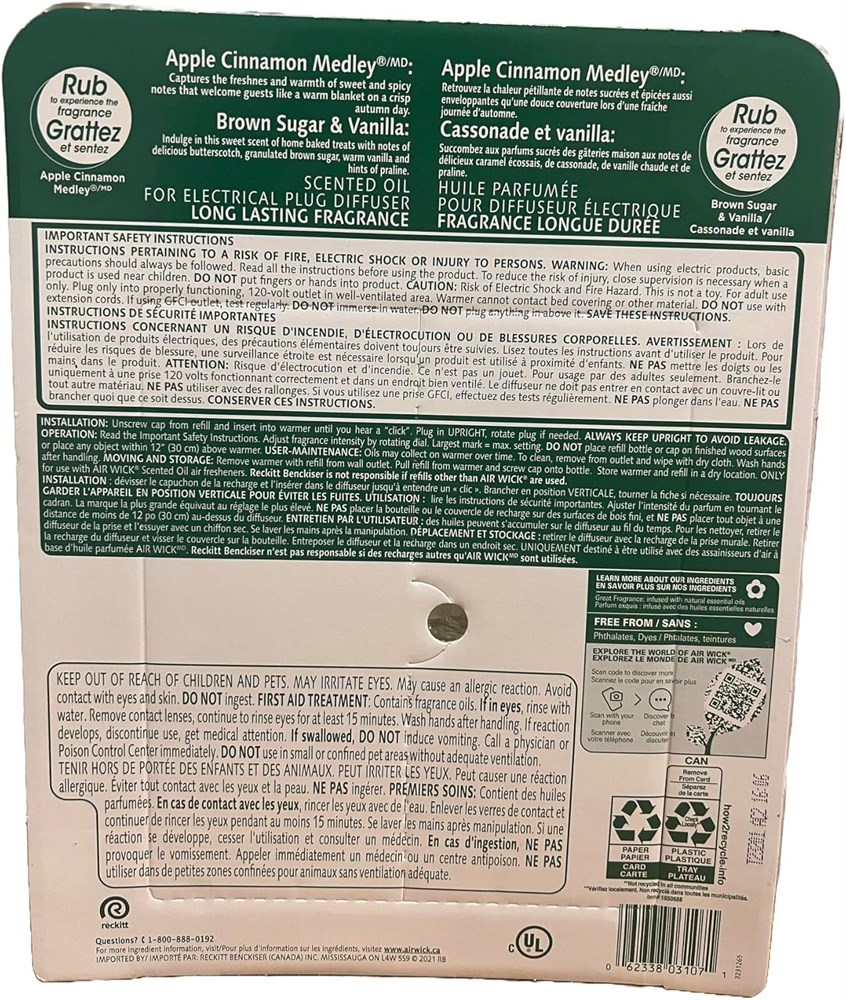 Rub
to experience the
fragrance
Grattez
et sentez
Apple Cinnamon
Medley®/MD
Apple Cinnamon Medley®/MD:
Captures the freshnes and warmth of sweet and spicy
notes that welcome guests like a warm blanket on a crisp
autumn day.
Brown Sugar & Vanilla:
Indulge in this sweet scent of home baked treats with notes of
delicious butterscotch, granulated brown sugar, warm vanilla and
hints of praline.
SCENTED OIL
FOR ELECTRICAL PLUG DIFFUSER
LONG LASTING FRAGRANCE
Apple Cinnamon Medley®/MD:
Retrouvez la chaleur pétillante de notes sucrées et épicées aussi
enveloppantes qu'une douce couverture lors d'une fraîche
journée d'automne.
Cassonade et vanilla:
Succombez aux parfums sucrés des gâteries maison aux notes de
délicieux caramel écossais, de cassonade, de vanille chaude et de
praline.
HUILE PARFUMÉE
POUR DIFFUSEUR ÉLECTRIQUE
FRAGRANCE LONGUE DURÉE
Rub
to experience the
fragrance
Grattez
et sentez
Brown Sugar
& Vanilla /
Cassonade et vanilla
IMPORTANT SAFETY INSTRUCTIONS
INSTRUCTIONS PERTAINING TO A RISK OF FIRE, ELECTRIC SHOCK OR INJURY TO PERSONS. WARNING: When using electric products, basic
precautions should always be followed. Read all the instructions before using the product. To reduce the risk of injury, close supervision is necessary when a
product is used near children. DO NOT put fingers or hands into product. CAUTION: Risk of Electric Shock and Fire Hazard. This is not a toy. For adult use
only. Plug only into properly functioning, 120-volt outlet in well-ventilated area. Warmer cannot contact bed covering or other material. DO NOT use with
extension cords. If using GFCI outlet, test regularly. DO NOT immerse in water. DO NOT plug anything in above it. SAVE THESE INSTRUCTIONS.
INSTRUCTIONS DE SÉCURITÉ IMPORTANTES
INSTRUCTIONS CONCERNANT UN RISQUE D'INCENDIE, D'ÉLECTROCUTION OU DE BLESSURES CORPORELLES. AVERTISSEMENT : Lors de
l'utilisation de produits électriques, des précautions élémentaires doivent toujours être suivies. Lisez toutes les instructions avant d'utiliser le produit. Pour
réduire les risques de blessure, une surveillance étroite est nécessaire lorsqu'un produit est utilisé à proximité d'enfants. NE PAS mettre les doigts ou les
mains, dans le produit. ATTENTION: Risque d'électrocution et d'incendie. Ce n'est pas un jouet. Pour usage par des adultes seulement. Branchez-le
uniquement à une prise 120 volts fonctionnant correctement et dans un endroit bien ventilé. Le diffuseur ne doit pas entrer en contact avec un couvre-lit ou
tout autre matériau. NE PAS utiliser avec des rallonges. Si vous utilisez une prise GFCI, effectuez des tests régulièrement. NE PAS plonger dans l'eau. NE PAS
brancher quoi que ce soit dessus. CONSERVER CES INSTRUCTIONS.
INSTALLATION: Unscrew cap from refill and insert into warmer until you hear a "click". Plug in UPRIGHT, rotate plug if needed. ALWAYS KEEP UPRIGHT TO AVOID LEAKAGE.
OPERATION: Read the Important Safety Instructions. Adjust fragrance intensity by rotating dial. Largest mark = max. setting. DO NOT place refill bottle or cap on finished wood surfaces
or place any object within 12" (30 cm) above warmer. USER-MAINTENANCE: Oils may collect on warmer over time. To clean, remove from outlet and wipe with dry cloth. Wash hands
after handling. MOVING AND STORAGE: Remove warmer with refill from wall outlet. Pull refill from warmer and screw cap onto bottle. Store warmer and refill in a dry location. ONLY
for use with AIR WICK® Scented Oil air fresheners. Reckitt Benckiser is not responsible if refills other than AIR WICK® are used.
INSTALLATION : dévisser le capuchon de la recharge et l'insérer dans le diffuseur jusqu'à entendre un « clic ». Brancher en position VERTICALE, tourner la fiche si nécessaire. TOUJOURS
GARDER L'APPAREIL EN POSITION VERTICALE POUR ÉVITER LES FUITES. UTILISATION : lire les instructions de sécurité importantes. Ajuster l'intensité du parfum en tournant le
cadran. La marque la plus grande équivaut au réglage le plus élevé. NE PAS placer la bouteille ou le couvercle de recharge sur des surfaces de bois fini, et NE PAS placer tout objet à une
distance de moins de 12 po (30 cm) au-dessus du diffuseur. ENTRETIEN PAR L'UTILISATEUR : des huiles peuvent s'accumuler sur le diffuseur au fil du temps. Pour les nettoyer, retirer le
diffuseur de la prise et l'essuyer avec un chiffon sec. Se laver les mains après la manipulation. DÉPLACEMENT ET STOCKAGE : retirer le diffuseur avec la recharge de la prise murale. Retirer
la recharge du diffuseur et visser le couvercle sur la bouteille. Entreposer le diffuseur et la recharge dans un endroit sec. UNIQUEMENT destiné à être utilisé avec des assainisseurs d'air à
base d'huile parfumée AIR WICKMD. Reckitt Benckiser n'est pas responsable si des recharges autres qu'AIR WICKMD sont utilisées.
LEARN MORE ABOUT OUR INGREDIENTS
EN SAVOIR PLUS SUR NOS INGRÉDIENTS
Great Fragrance: infused with natural essential oils
Parfum exquis : infusé avec des huiles essentielles naturelles
FREE FROM / SANS :
Phthalates, Dyes / Phtalates, teintures
EXPLORE THE WORLD OF AIR WICK®
EXPLOREZ LE MONDE DE AIR WICK MD
Scan code to discover more
Scannez le code pour en savoir plus
Scan with your
phone
Scanner avec
votre téléphone
Discover &
chat
Découvrir et
discuter
KEEP OUT OF REACH OF CHILDREN AND PETS. MAY IRRITATE EYES. May cause an allergic reaction. Avoid
contact with eyes and skin. DO NOT ingest. FIRST AID TREATMENT: Contains fragrance oils. If in eyes, rinse with
water. Remove contact lenses, continue to rinse eyes for at least 15 minutes. Wash hands after handling. If reaction
develops, discontinue use, get medical attention. If swallowed, DO NOT induce vomiting. Call a physician or
Poison Control Center immediately. DO NOT use in small or confined pet areas without adequate ventilation.
TENIR HORS DE PORTÉE DES ENFANTS ET DES ANIMAUX. PEUT IRRITER LES YEUX. Peut causer une réaction
allergique. Éviter tout contact avec les yeux et la peau. NE PAS ingérer. PREMIERS SOINS: Contient des huiles
parfumées. En cas de contact avec les yeux, rincer les yeux avec de l'eau. Enlever les verres de contact et
continuer de rincer les yeux pendant au moins 15 minutes. Se laver les mains après manipulation. Si une
réaction se développe, cesser l'utilisation et consulter un médecin. En cas d'ingestion, NE PAS
provoquer le vomissement. Appeler immédiatement un médecin ou un centre antipoison. NE PAS
utiliser dans de petites zones confinées pour animaux sans ventilation adéquate.
CAN
Remove
From Card
Séparez
de la carte
Check
Locally*
PAPER
PAPIER
CARD
CARTE
PLASTIC
PLASTIQUE
TRAY
PLATEAU
how2recycle.info
*Not recycled in all communities
*Vérifiez localement. Non recyclé dans toutes les municipalités.
0 62338 03107 1
3231265
reckitt
Questions? 1-800-888-0192
For more ingredient information, visit/Pour plus d'information sur les ingrédients, visitez www.airwick.ca
IMPORTED BY/ IMPORTÉ PAR: RECKITT BENCKISER (CANADA) INC. MISSISSAUGA ON L4W 5S9 © 2021 RB
C UL